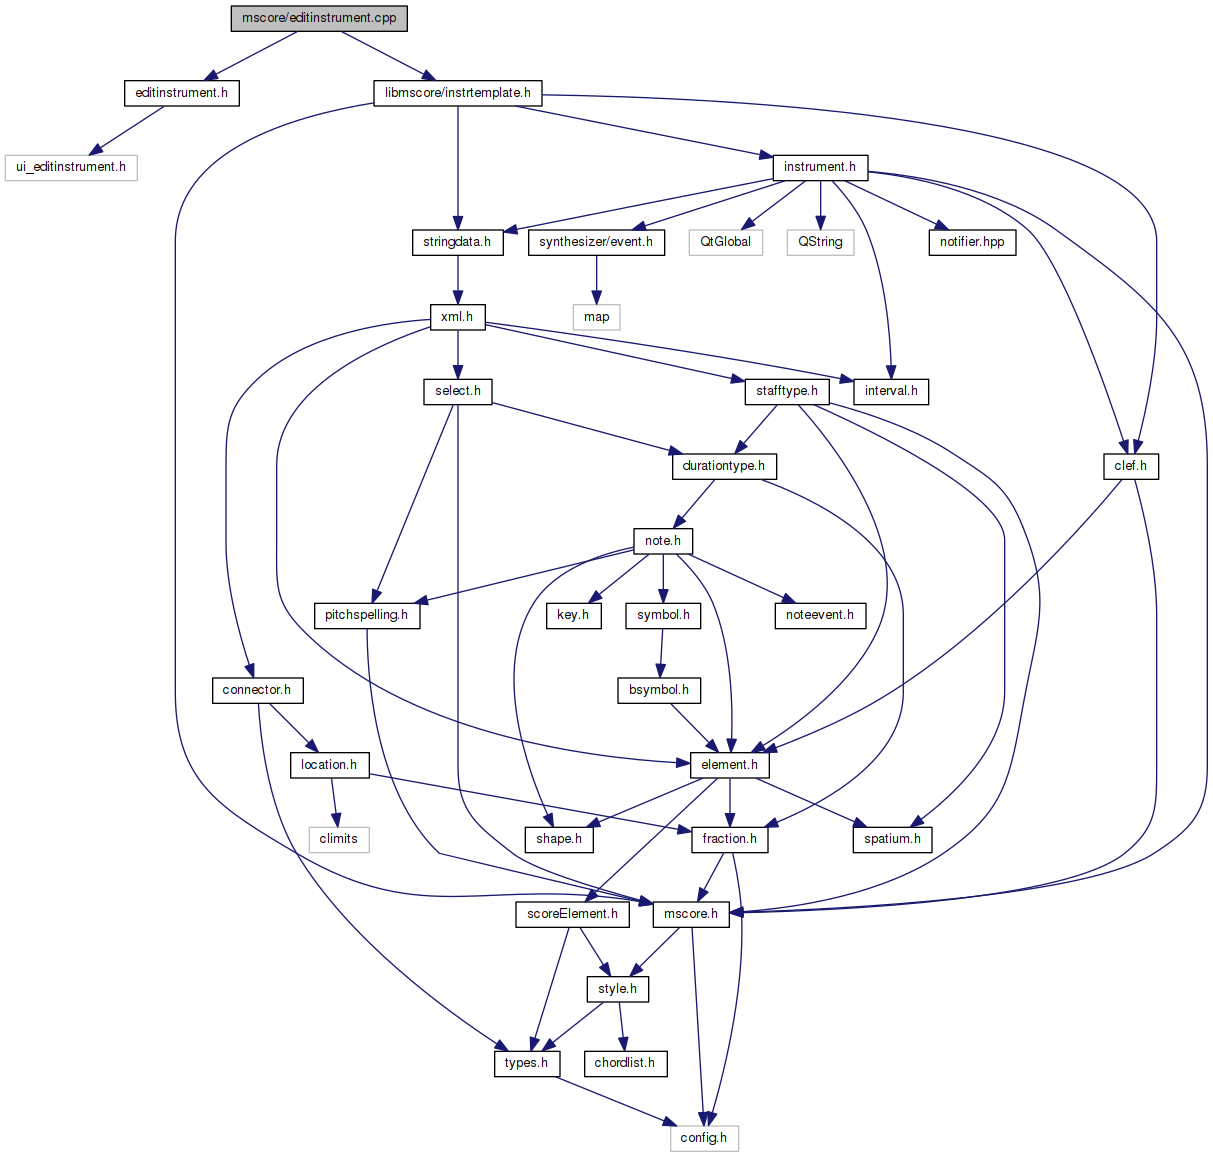 mscore/editinstrument.cpp
editinstrument.h
libmscore/instrtemplate.h
ui_editinstrument.h
instrument.h
stringdata.h
synthesizer/event.h
QtGlobal
QString
notifier.hpp
xml.h
map
select.h
stafftype.h
interval.h
durationtype.h
clef.h
note.h
pitchspelling.h
key.h
symbol.h
noteevent.h
connector.h
bsymbol.h
location.h
element.h
climits
shape.h
fraction.h
spatium.h
scoreElement.h
mscore.h
style.h
types.h
chordlist.h
config.h